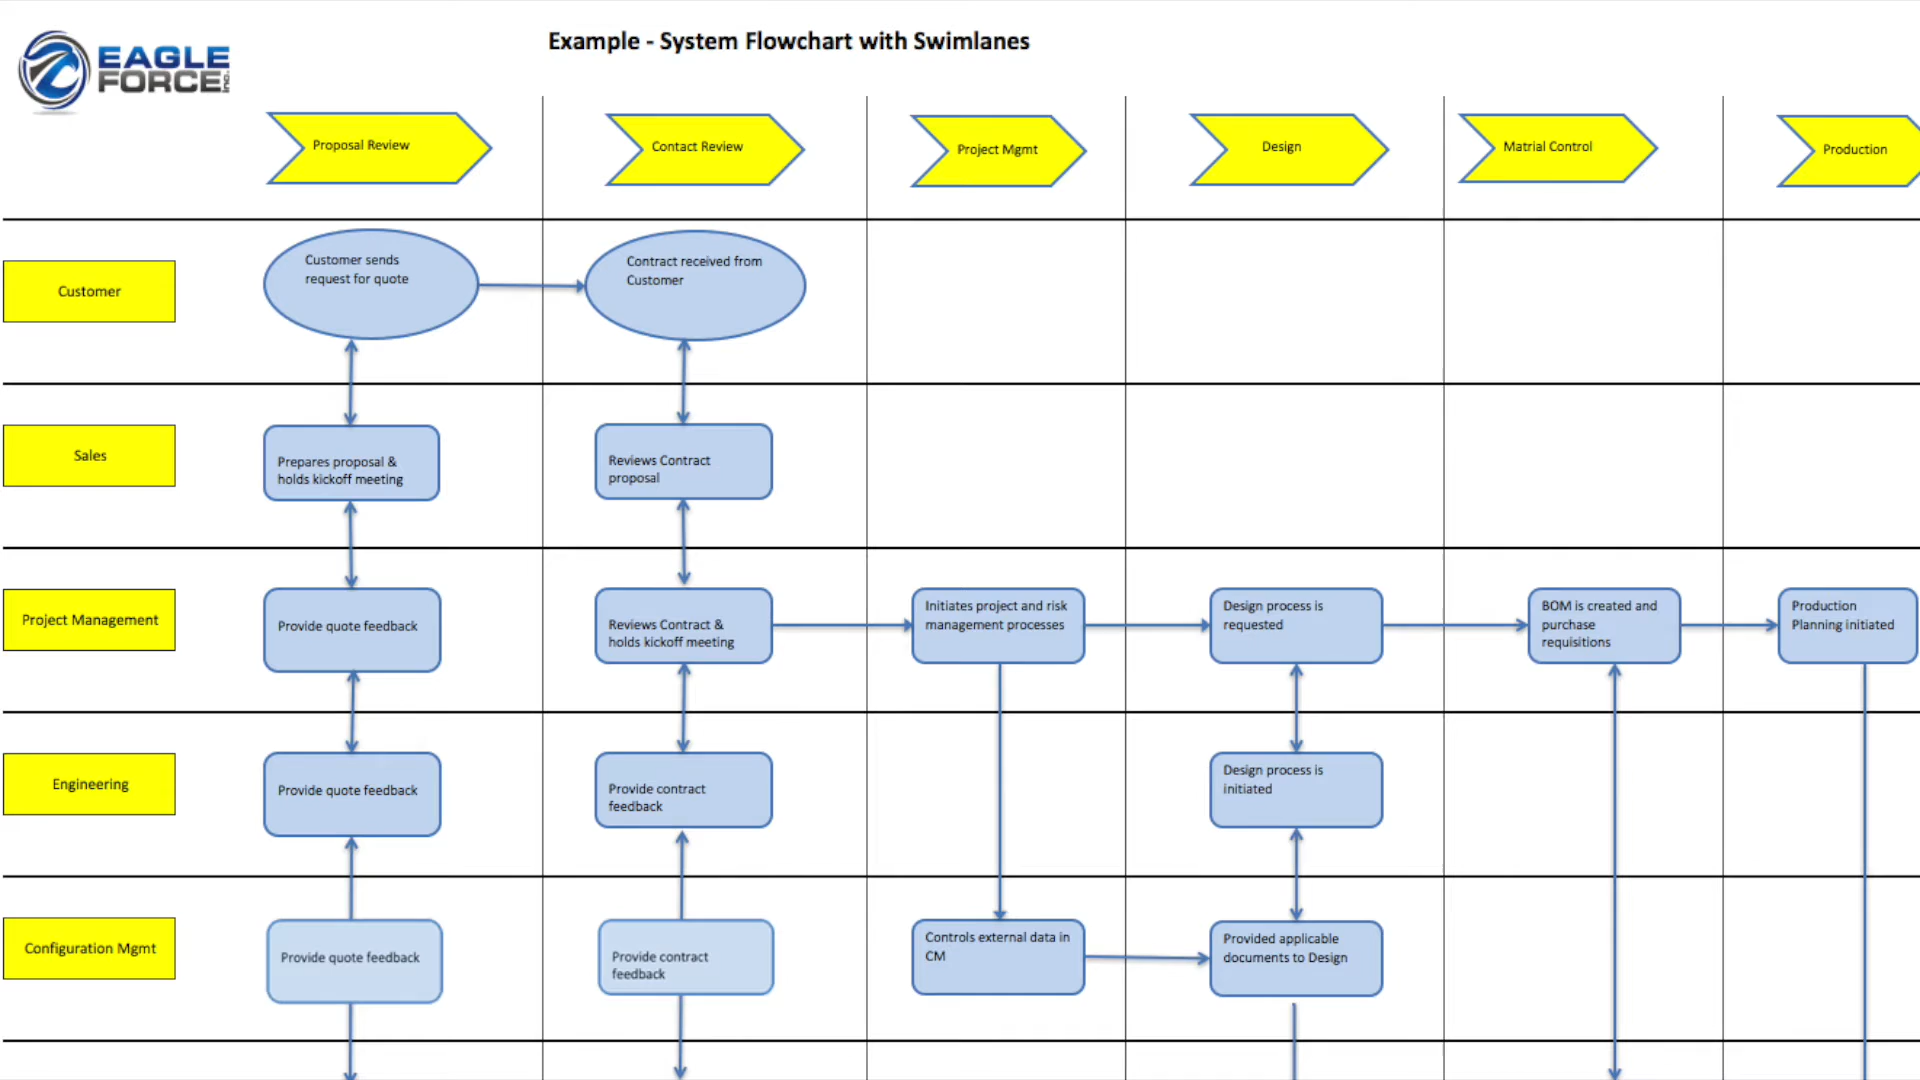 Example - System Flowchart with Swimlanes
EAGLE
FORCE Inc.
Proposal Review
Contact Review
Project Mgmt
Design
Matrial Control
Production
Customer
Customer sends
request for quote
Contract received from
Customer
Sales
Prepares proposal &
holds kickoff meeting
Reviews Contract
proposal
Project Management
Provide quote feedback
Reviews Contract &
holds kickoff meeting
Initiates project and risk
management processes
Design process is
requested
BOM is created and
purchase
requisitions
Production
Planning initiated
Engineering
Provide quote feedback
Provide contract
feedback
Design process is
initiated
Configuration Mgmt
Provide quote feedback
Provide contract
feedback
Controls external data in
CM
Provided applicable
documents to Design